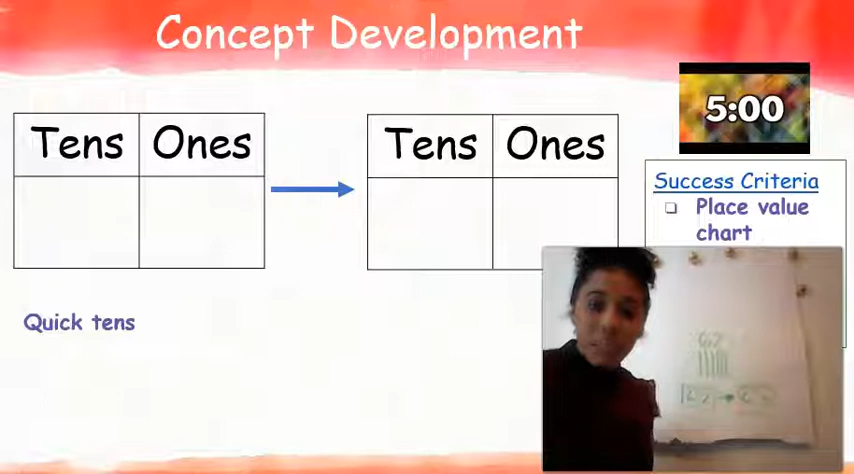 Concept Development
5:00
Tens Ones
Tens Ones
Success Criteria
Place value
chart
Quick tens